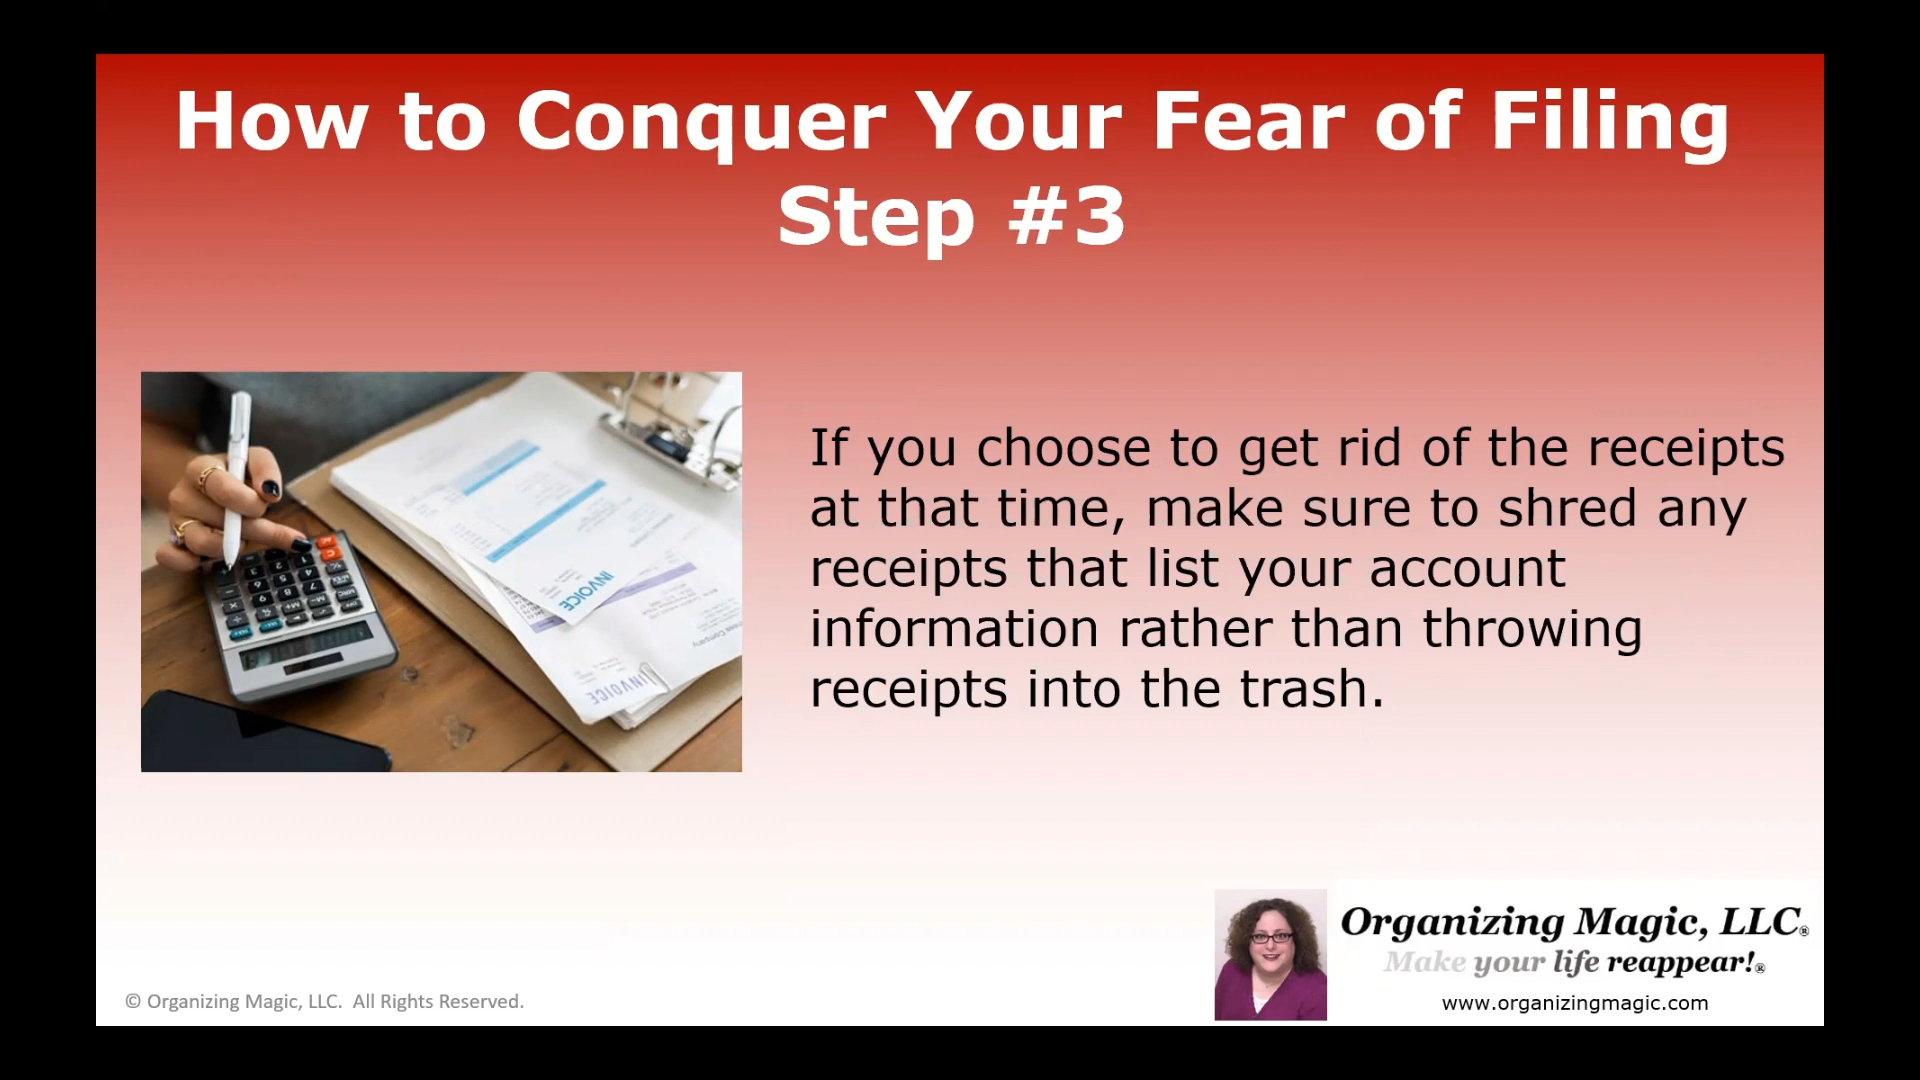 How to Conquer Your Fear of Filing
Step #3
If you choose to get rid of the receipts
at that time, make sure to shred any
receipts that list your account
information rather than throwing
receipts into the trash.
INVOICE
INVOICE
Organizing Magic, LLC®
Make your life reappear!®
www.organizingmagic.com
© Organizing Magic, LLC.  All Rights Reserved.